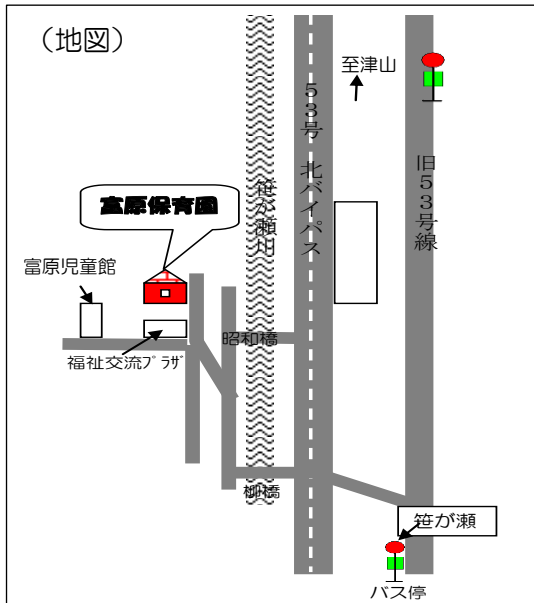 （地図）
至津山
５３号 北バイパス
旧５３号線
笹が瀬川
富原保育園
富原児童館
昭和橋
福祉交流ﾌﾟﾗｻﾞ
柳橋
笹が瀬
バス停